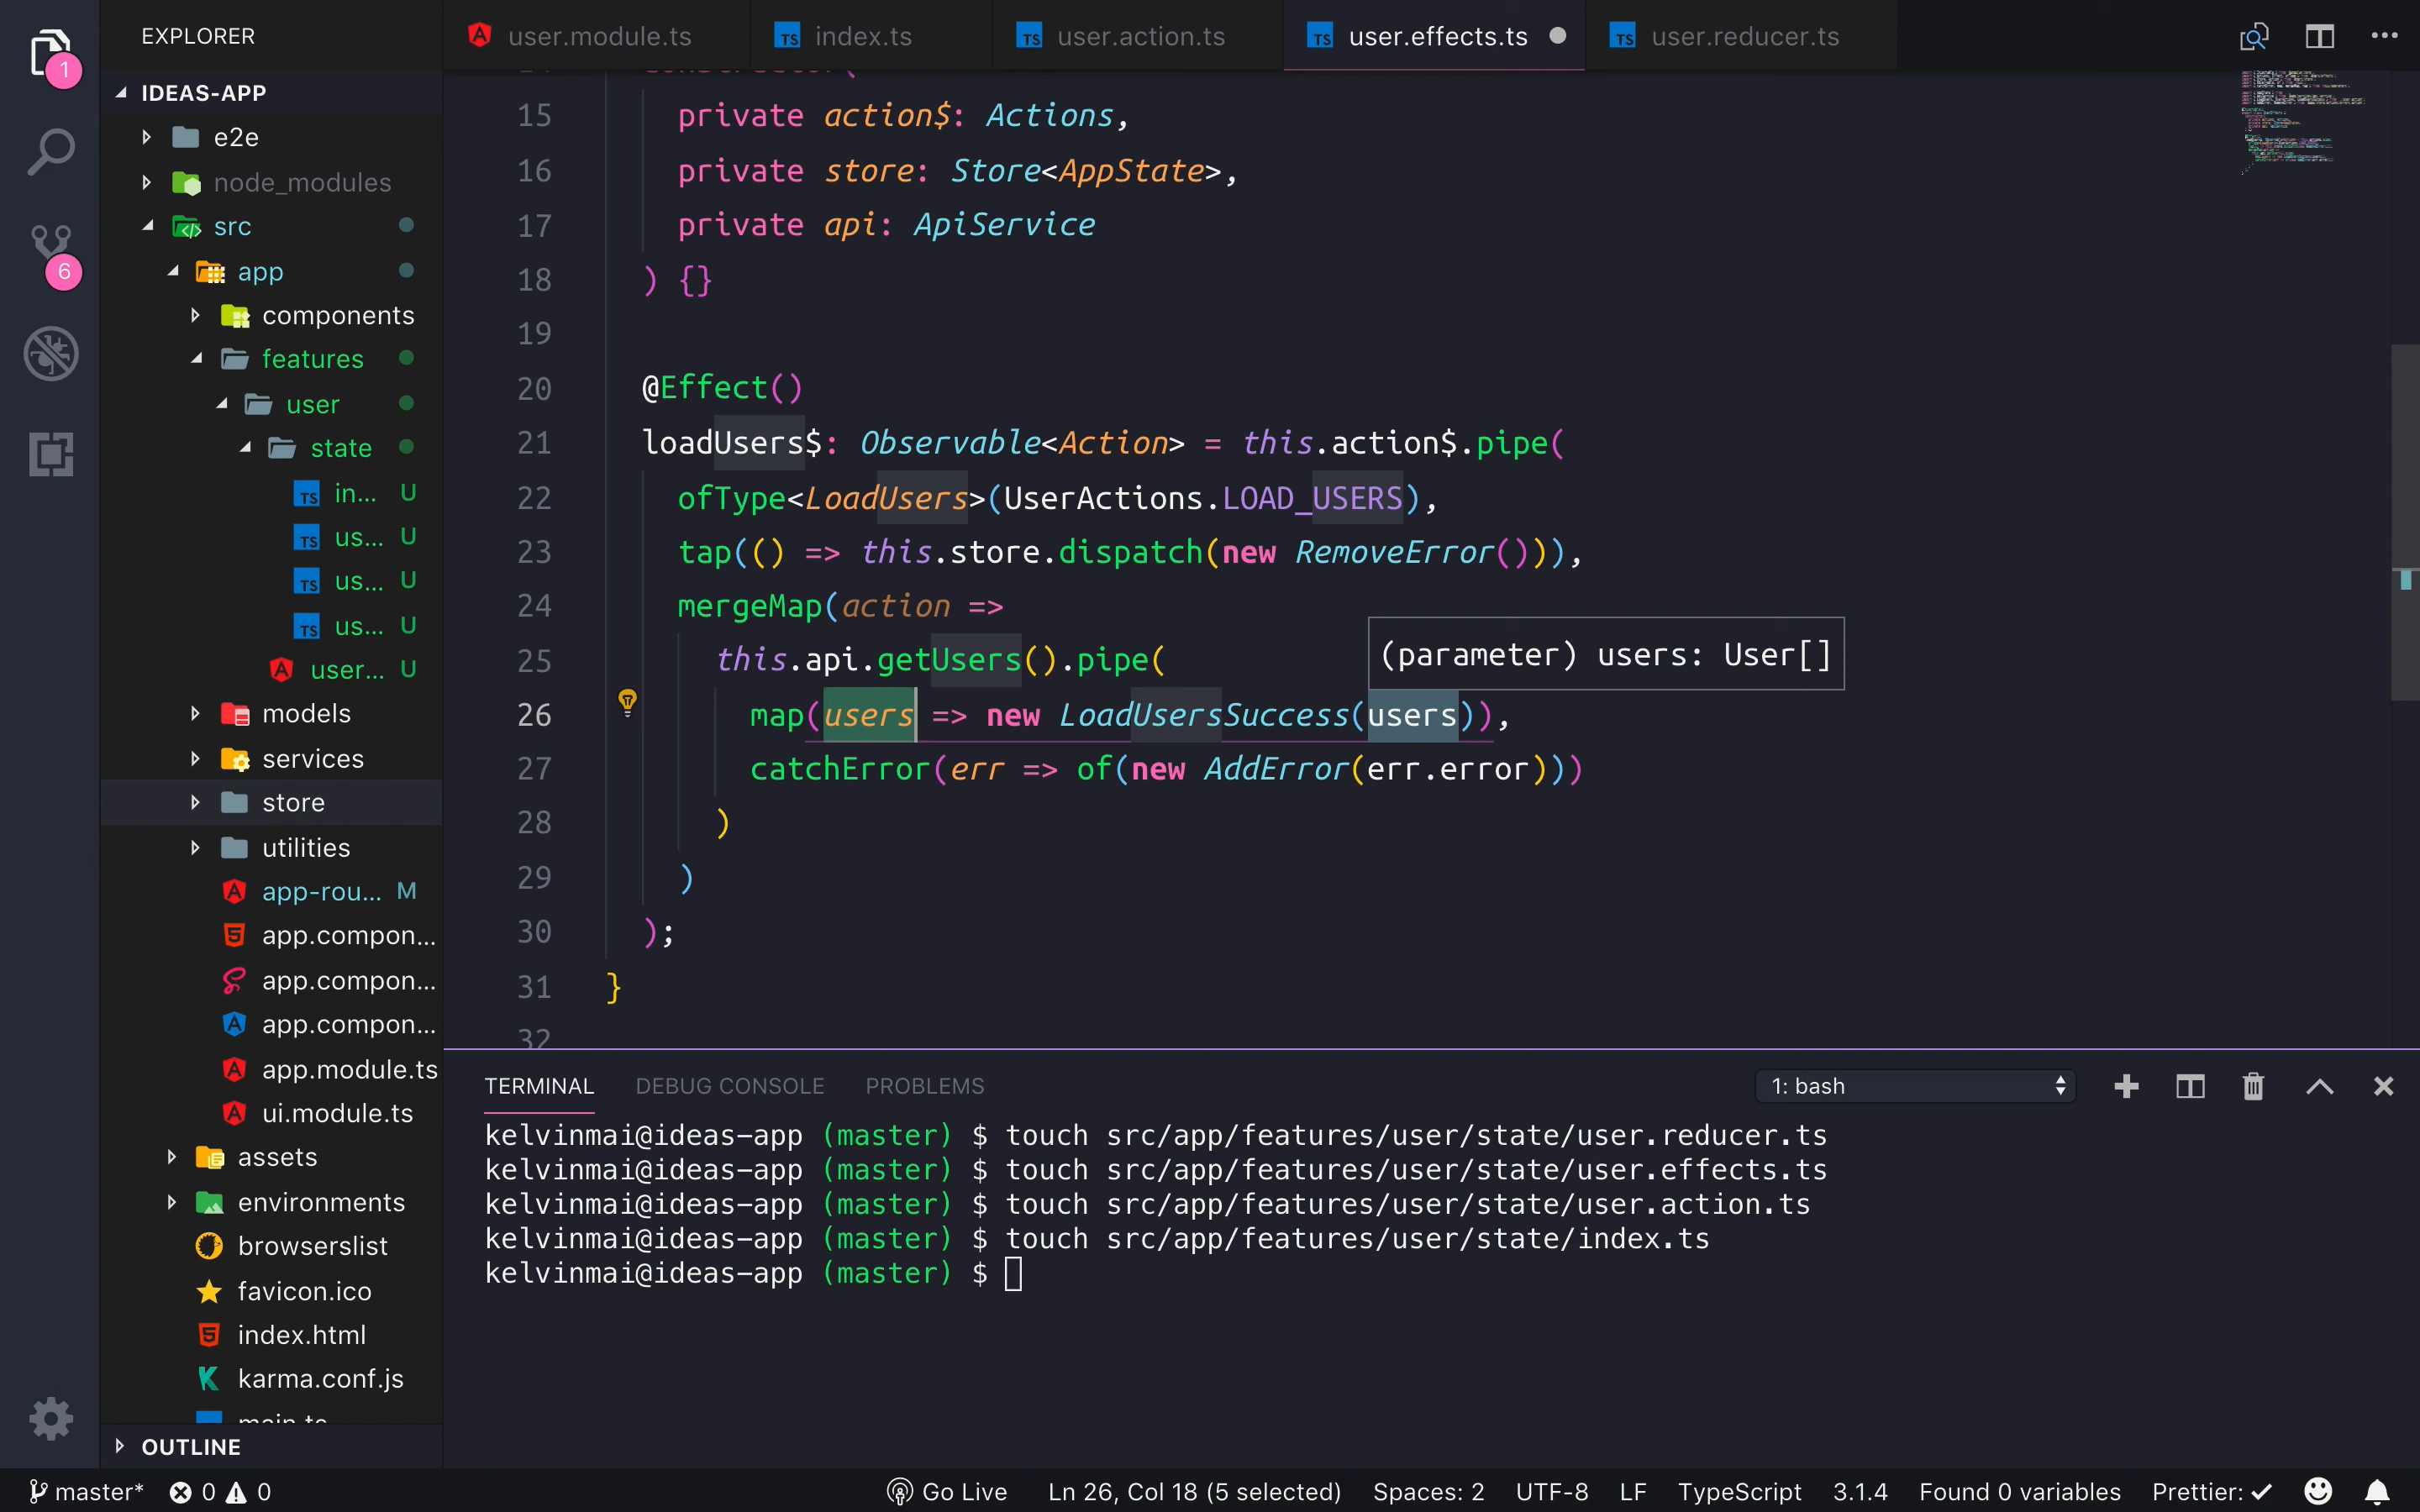 EXPLORER
IDEAS-APP
e2e
node_modules
src
app
components
features
user
state
in... U
us... U
us... U
us... U
user... U
models
services
store
utilities
app-rou... M
app.compon...
app.compon...
app.compon...
app.module.ts
ui.module.ts
assets
environments
browserslist
favicon.ico
index.html
karma.conf.js
main.ts
OUTLINE
1
6
user.module.ts
index.ts
user.action.ts
user.effects.ts
user.reducer.ts
15 private action$: Actions,
16 private store: Store<AppState>,
17 private api: ApiService
18 ) {}
19
20 @Effect()
21 loadUsers$: Observable<Action> = this.action$.pipe(
22 ofType<LoadUsers>(UserActions.LOAD_USERS),
23 tap(() => this.store.dispatch(new RemoveError())),
24 mergeMap(action =>
25 this.api.getUsers().pipe(
(parameter) users: User[]
26 map(users => new LoadUsersSuccess(users)),
27 catchError(err => of(new AddError(err.error)))
28 )
29 )
30 );
31 }
32
TERMINAL DEBUG CONSOLE PROBLEMS 1: bash
kelvinmai@ideas-app (master) $ touch src/app/features/user/state/user.reducer.ts
kelvinmai@ideas-app (master) $ touch src/app/features/user/state/user.effects.ts
kelvinmai@ideas-app (master) $ touch src/app/features/user/state/user.action.ts
kelvinmai@ideas-app (master) $ touch src/app/features/user/state/index.ts
kelvinmai@ideas-app (master) $
master* 0 0 Go Live Ln 26, Col 18 (5 selected) Spaces: 2 UTF-8 LF TypeScript 3.1.4 Found 0 variables Prettier: ✓